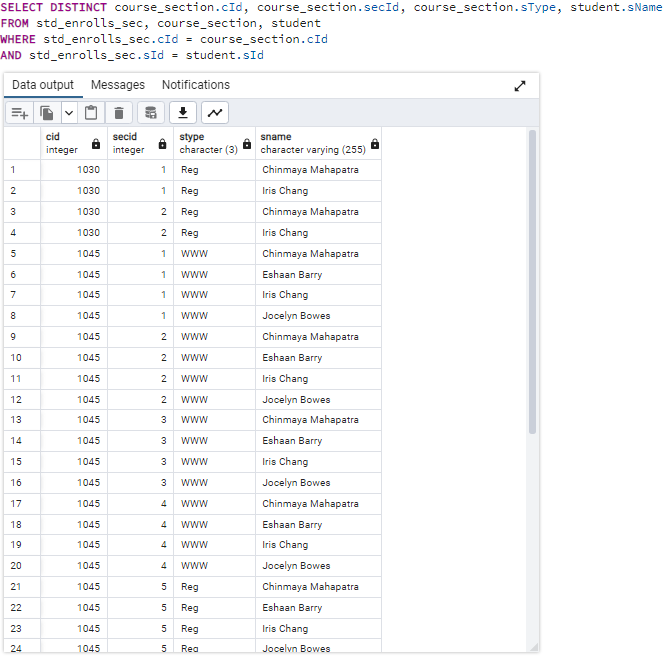 SELECT DISTINCT course_section.cId, course_section.secId, course_section.sType, student.sName
FROM std_enrolls_sec, course_section, student
WHERE std_enrolls_sec.cId = course_section.cId
AND std_enrolls_sec.sId = student.sId
Data output Messages Notifications
cid secid stype sname
integer integer character (3) character varying (255)
1 1030 1 Reg Chinmaya Mahapatra
2 1030 1 Reg Iris Chang
3 1030 2 Reg Chinmaya Mahapatra
4 1030 2 Reg Iris Chang
5 1045 1 WWW Chinmaya Mahapatra
6 1045 1 WWW Eshaan Barry
7 1045 1 WWW Iris Chang
8 1045 1 WWW Jocelyn Bowes
9 1045 2 WWW Chinmaya Mahapatra
10 1045 2 WWW Eshaan Barry
11 1045 2 WWW Iris Chang
12 1045 2 WWW Jocelyn Bowes
13 1045 3 WWW Chinmaya Mahapatra
14 1045 3 WWW Eshaan Barry
15 1045 3 WWW Iris Chang
16 1045 3 WWW Jocelyn Bowes
17 1045 4 WWW Chinmaya Mahapatra
18 1045 4 WWW Eshaan Barry
19 1045 4 WWW Iris Chang
20 1045 4 WWW Jocelyn Bowes
21 1045 5 Reg Chinmaya Mahapatra
22 1045 5 Reg Eshaan Barry
23 1045 5 Reg Iris Chang
24 1045 5 Reg Jocelyn Bowes